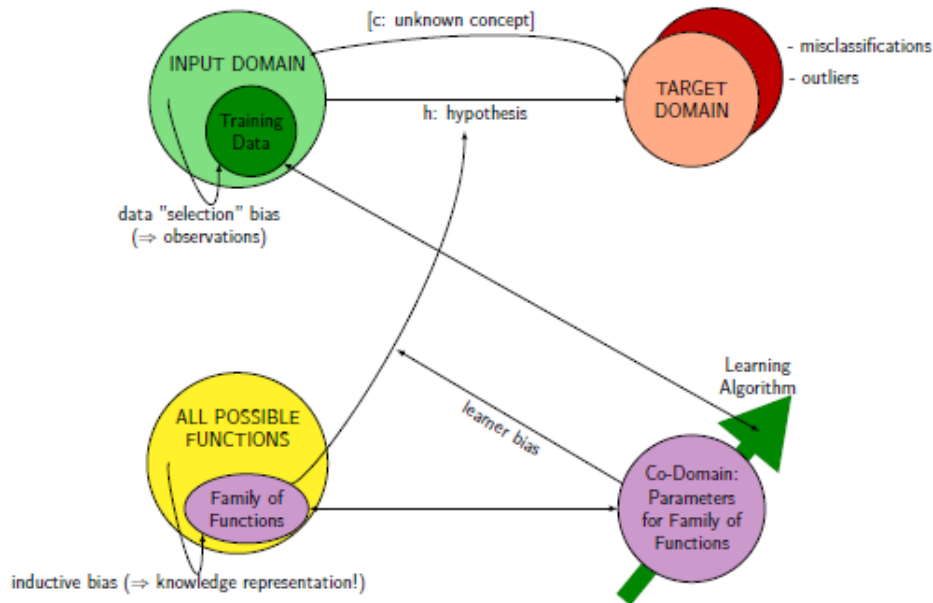 [c: unknown concept]
INPUT DOMAIN
Training
Data
h: hypothesis
TARGET
DOMAIN
- misclassifications
- outliers
data "selection" bias
(⇒ observations)
Learning
Algorithm
learner bias
ALL POSSIBLE
FUNCTIONS
Family of
Functions
Co-Domain:
Parameters
for Family of
Functions
inductive bias (⇒ knowledge representation!)